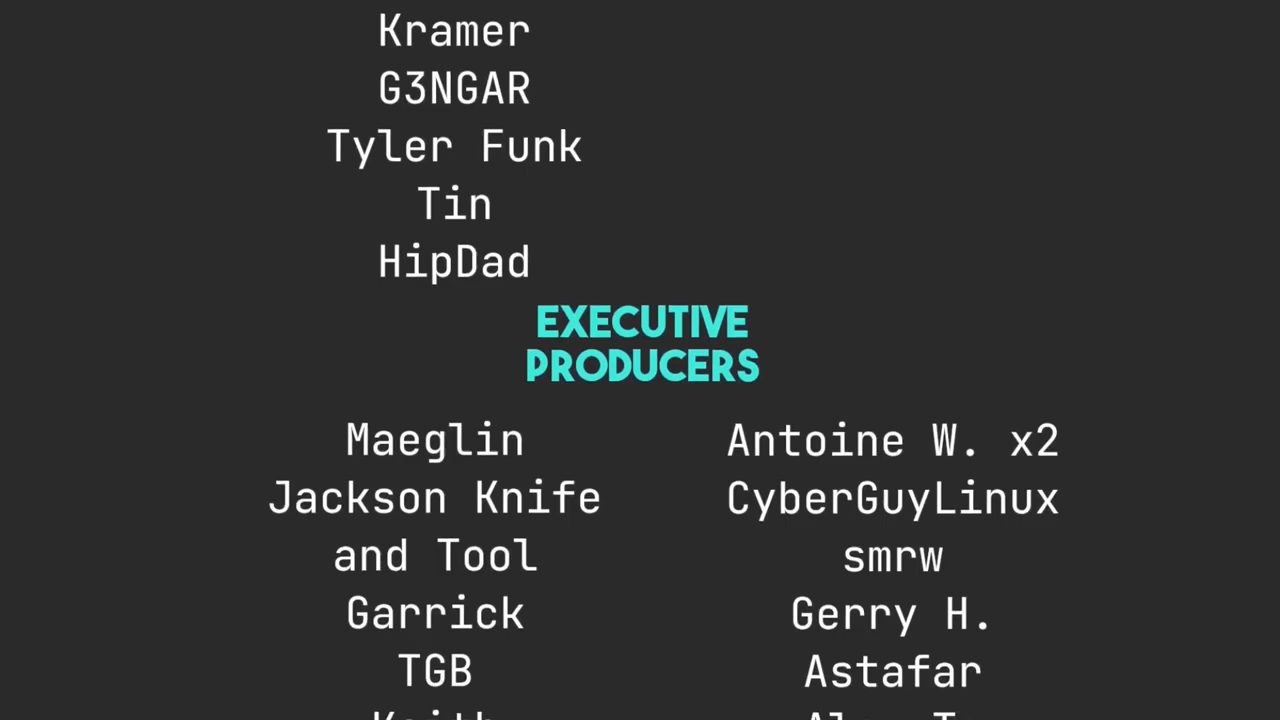 Kramer
G3NGAR
Tyler Funk
Tin
HipDad
EXECUTIVE
PRODUCERS
Maeglin
Jackson Knife
and Tool
Garrick
TGB
Keith
Antoine W. x2
CyberGuyLinux
smrw
Gerry H.
Astafar